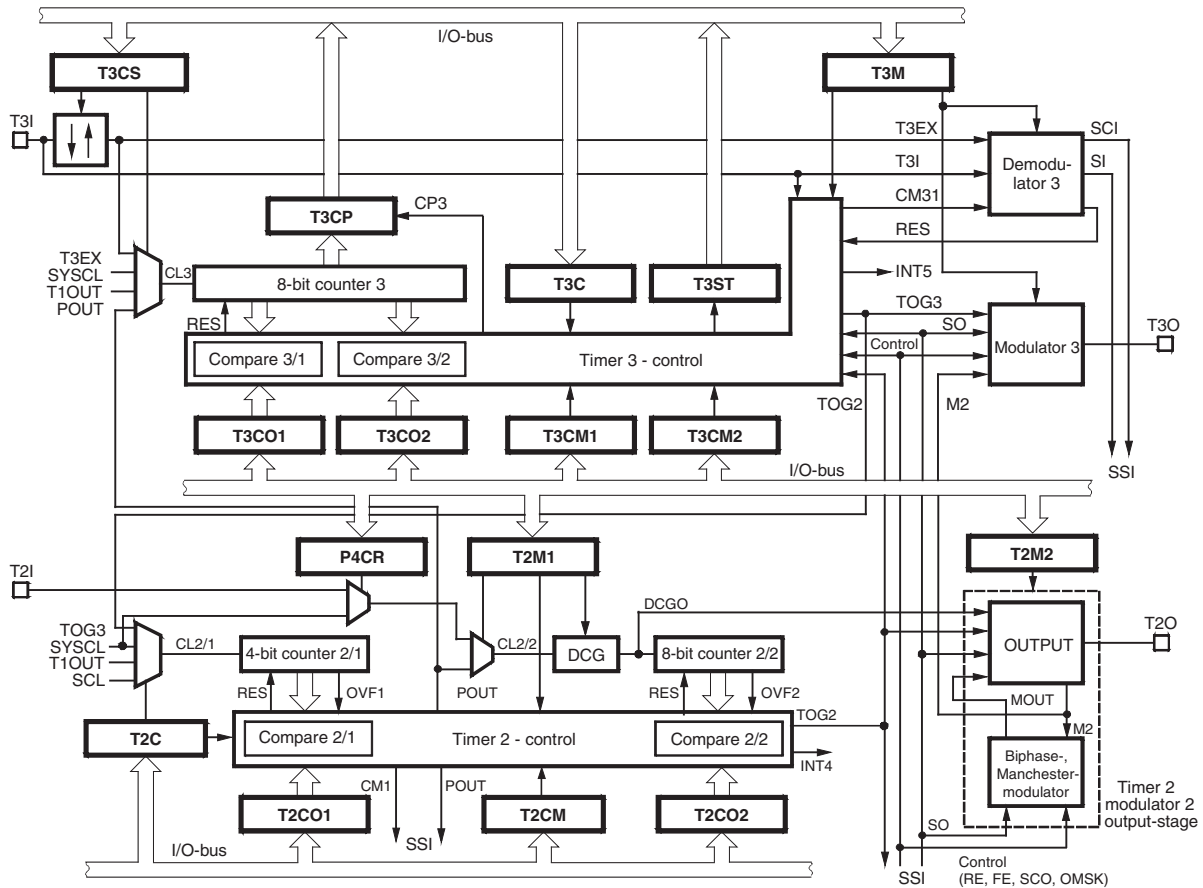 I/O-bus
T3CS
T3M
T3I
T3EX
SCI
T3I
SI
Demodu-
lator 3
CP3
CM31
T3CP
RES
T3EX
SYSCL
T1OUT
POUT
CL3
8-bit counter 3
T3C
T3ST
INT5
RES
TOG3
SO
T3O
Compare 3/1
Compare 3/2
Timer 3 - control
Control
Modulator 3
TOG2
M2
T3CO1
T3CO2
T3CM1
T3CM2
I/O-bus
SSI
P4CR
T2M1
T2M2
T2I
DCGO
TOG3
SYSCL
T1OUT
SCL
CL2/1
4-bit counter 2/1
CL2/2
DCG
8-bit counter 2/2
OUTPUT
T2O
RES
OVF1
POUT
RES
OVF2
MOUT
T2C
Compare 2/1
Timer 2 - control
Compare 2/2
TOG2
M2
INT4
Biphase-,
Manchester-
modulator
CM1
POUT
T2CO1
T2CM
T2CO2
Timer 2
modulator 2
output-stage
SSI
SO
I/O-bus
SSI
Control
(RE, FE, SCO, OMSK)